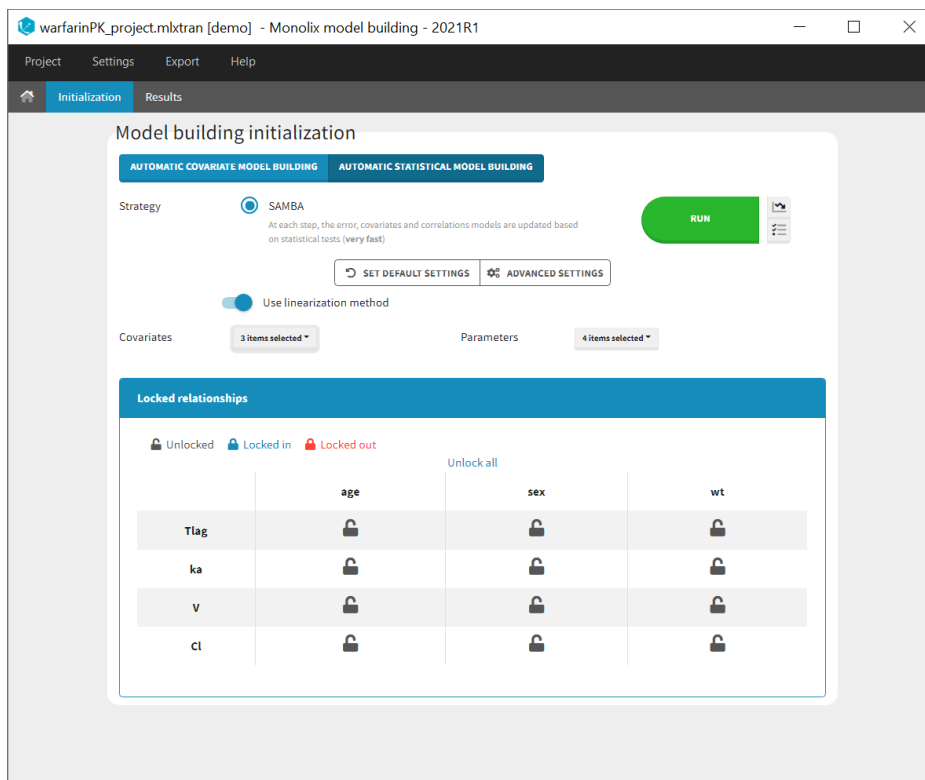 warfarinPK_project.mlxtran [demo] - Monolix model building - 2021R1
Project Settings Export Help
Initialization Results
Model building initialization
AUTOMATIC COVARIATE MODEL BUILDING AUTOMATIC STATISTICAL MODEL BUILDING
Strategy SAMBA RUN
At each step, the error, covariates and correlations models are updated based
on statistical tests (very fast)
SET DEFAULT SETTINGS ADVANCED SETTINGS
Use linearization method
Covariates 3 items selected Parameters 4 items selected
Locked relationships
Unlocked Locked in Locked out
Unlock all
age sex wt
Tlag
ka
V
Cl